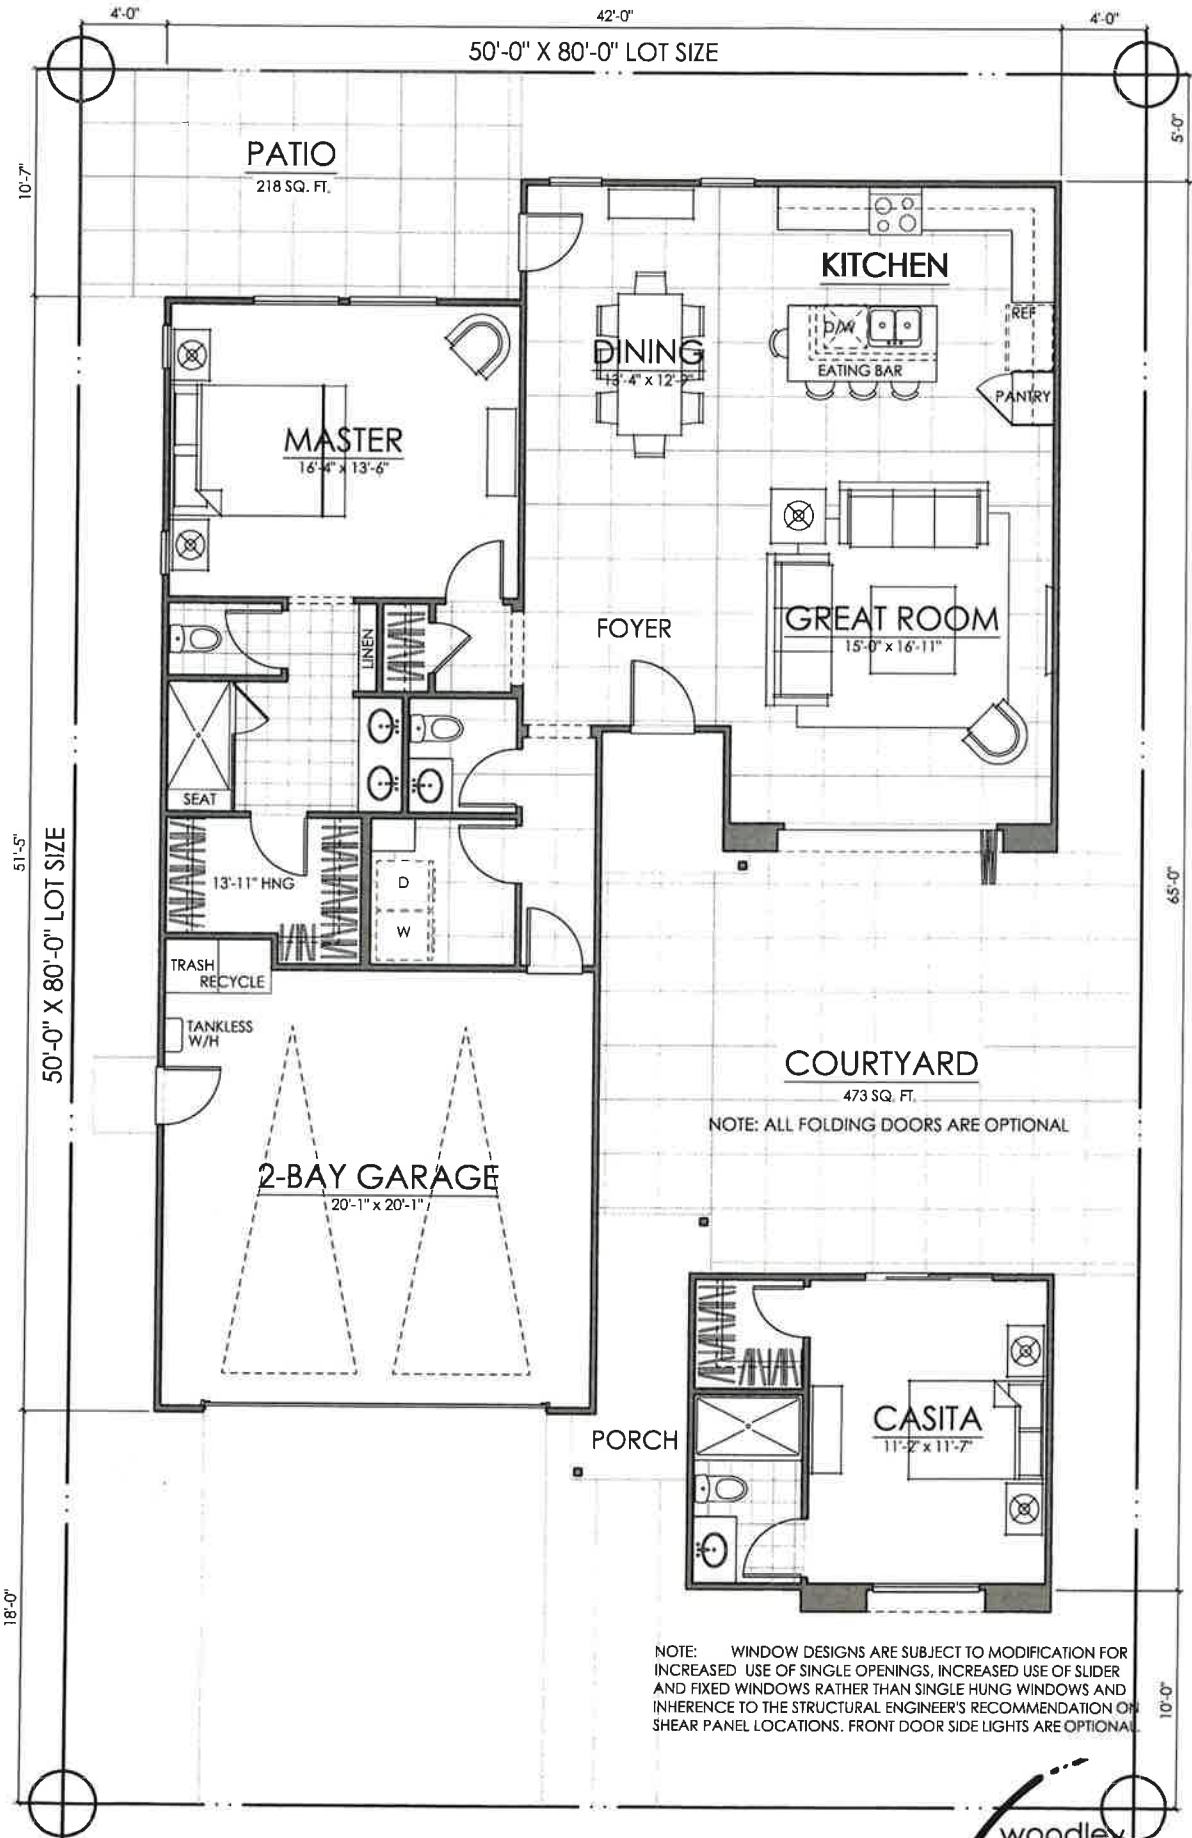 4'-0"
42'-0"
4'-0"
50'-0" X 80'-0" LOT SIZE
5'-0"
10'-7"
PATIO
218 SQ. FT.
KITCHEN
REF
D/W
DINING
13'-4" x 12'-9"
EATING BAR
PANTRY
MASTER
16'-4" x 13'-6"
GREAT ROOM
15'-0" x 16'-11"
FOYER
LINEN
SEAT
51'-5"
50'-0" X 80'-0" LOT SIZE
13'-11" HNG
D
W
65'-0"
TRASH
RECYCLE
TANKLESS
W/H
COURTYARD
473 SQ. FT.
NOTE: ALL FOLDING DOORS ARE OPTIONAL
2-BAY GARAGE
20'-1" x 20'-1"
CASITA
11'-2" x 11'-7"
PORCH
18'-0"
NOTE: WINDOW DESIGNS ARE SUBJECT TO MODIFICATION FOR
INCREASED USE OF SINGLE OPENINGS, INCREASED USE OF SLIDER
AND FIXED WINDOWS RATHER THAN SINGLE HUNG WINDOWS AND
INHERENCE TO THE STRUCTURAL ENGINEER'S RECOMMENDATION ON
SHEAR PANEL LOCATIONS. FRONT DOOR SIDE LIGHTS ARE OPTIONAL
10'-0"
woodley